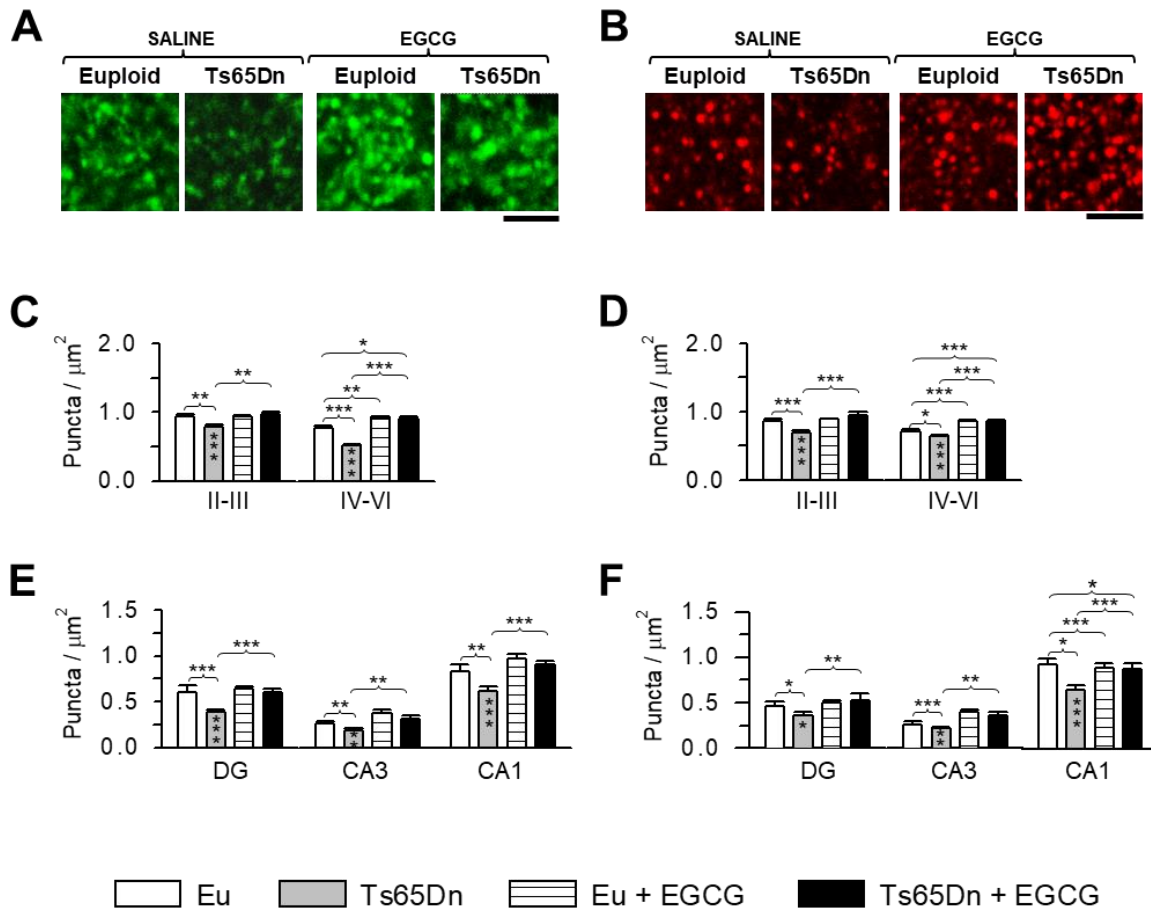 A
B
SALINE EGCG
SALINE EGCG
Euploid Ts65Dn Euploid Ts65Dn
Euploid Ts65Dn Euploid Ts65Dn
C
Puncta / μm²
2.0
1.0
0.0
** **
***
* *** ** ***
***
II-III IV-VI
D
Puncta / μm²
2.0
1.0
0.0
*** ***
***
*** *** *** *
***
II-III IV-VI
E
Puncta / μm²
1.5
1.0
0.5
0.0
*** ***
***
** **
**
** ***
***
DG CA3 CA1
F
Puncta / μm²
1.5
1.0
0.5
0.0
* **
*
*** **
**
* *** *** *
***
DG CA3 CA1
Eu Ts65Dn Eu + EGCG Ts65Dn + EGCG